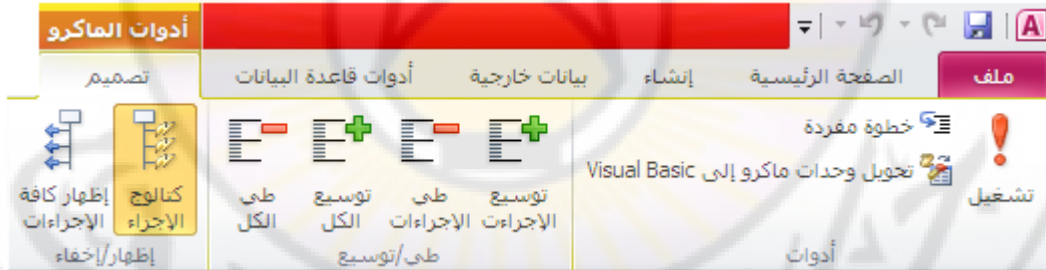 أدوات الماكرو
ملف
الصفحة الرئيسية
إنشاء
بيانات خارجية
أدوات قاعدة البيانات
تصميم
تشغيل
خطوة مفردة
تحويل وحدات ماكرو إلى Visual Basic
أدوات
توسيع
الإجراءت
طي
الإجراءات
توسيع
الكل
طي
الكل
طي/توسيع
كتالوج
الإجراء
إظهار كافة
الإجراءات
إظهار/إخفاء